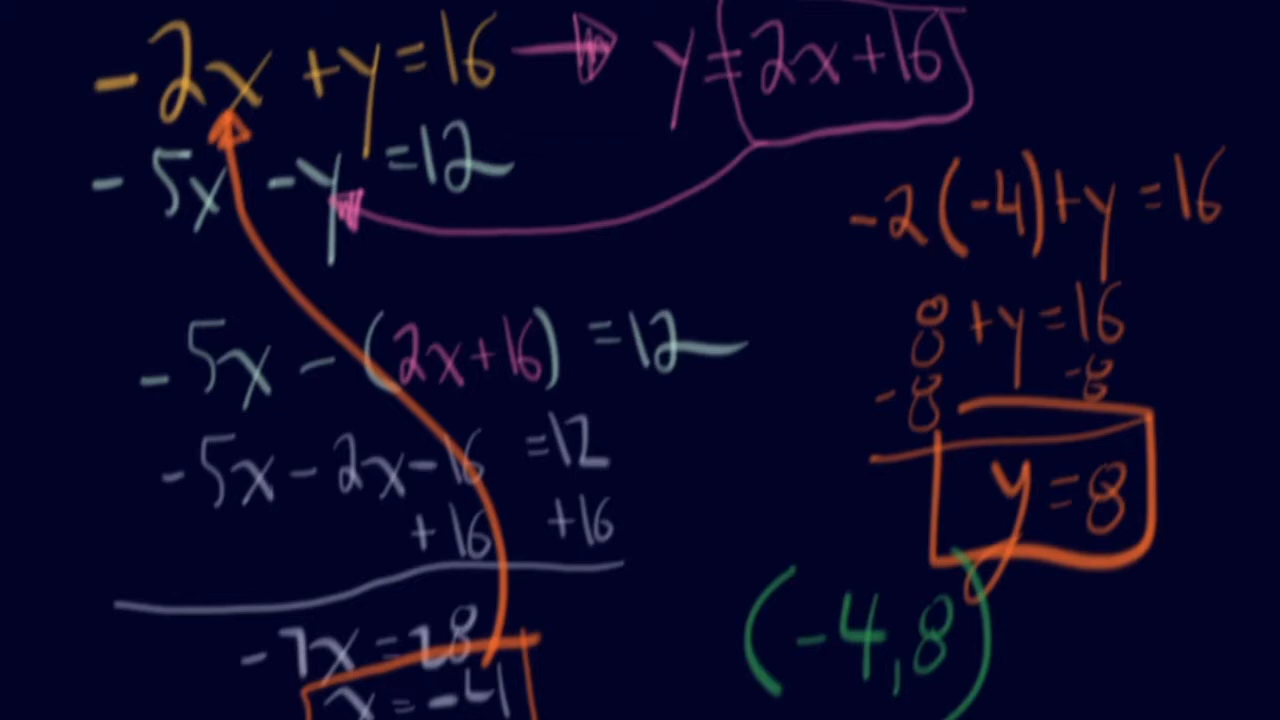 -2x + y = 16 → y = 2x + 16
-5x - y = 12
-5x - (2x + 16) = 12
-5x - 2x - 16 = 12
+ 16 + 16
-7x = 28
x = -4
-2(-4) + y = 16
8 + y = 16
-8 -8
y = 8
(-4, 8)